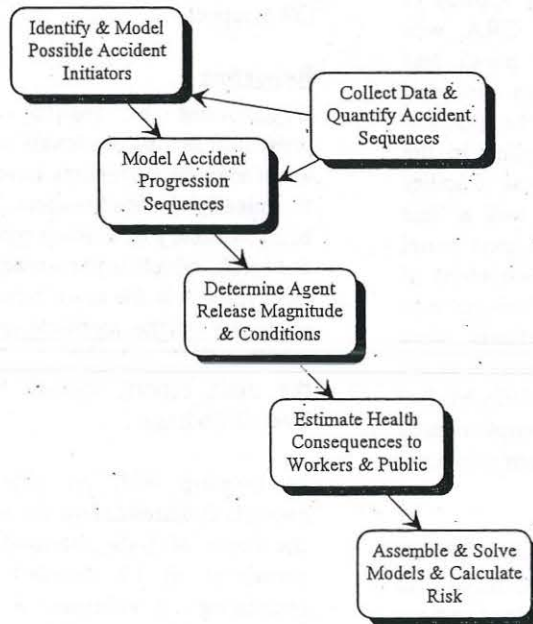 Identify & Model
Possible Accident
Initiators
Collect Data &
Quantify Accident
Sequences
Model Accident
Progression
Sequences
Determine Agent
Release Magnitude
& Conditions
Estimate Health
Consequences to
Workers & Public
Assemble & Solve
Models & Calculate
Risk